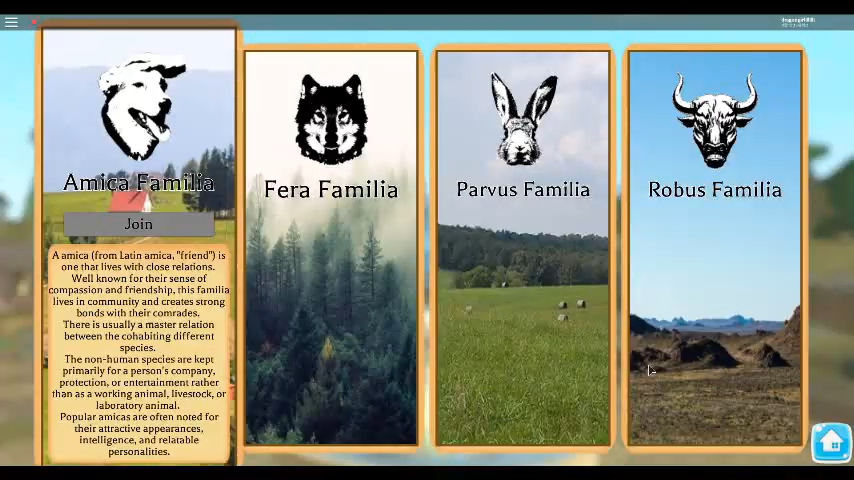 Amica Familia
Join
A amica (from Latin amica, "friend") is
one that lives with close relations.
Well known for their sense of
compassion and friendship, this familia
lives in community and creates strong
bonds with their comrades.
There is usually a master relation
between the cohabiting different
species.
The non-human species are kept
primarily for a person's company,
protection, or entertainment rather
than as a working animal, livestock, or
laboratory animal.
Popular amicas are often noted for
their attractive appearances,
intelligence, and relatable
personalities.
Fera Familia
Parvus Familia
Robus Familia